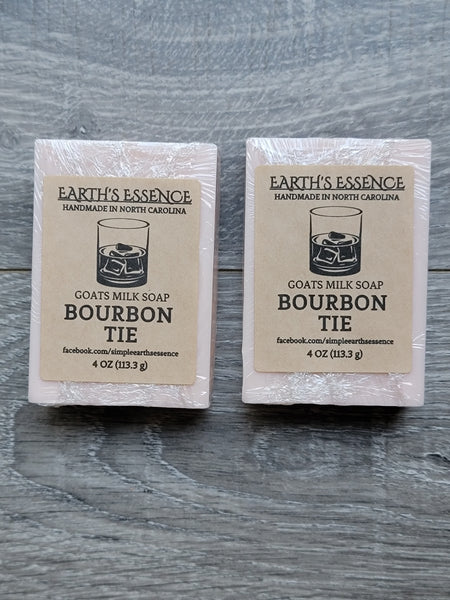 EARTH'S ESSENCE
HANDMADE IN NORTH CAROLINA
GOATS MILK SOAP
BOURBON
TIE
facebook.com/simpleearthsessence
4 OZ (113.3 g)
EARTH'S ESSENCE
HANDMADE IN NORTH CAROLINA
GOATS MILK SOAP
BOURBON
TIE
facebook.com/simpleearthsessence
4 OZ (113.3 g)